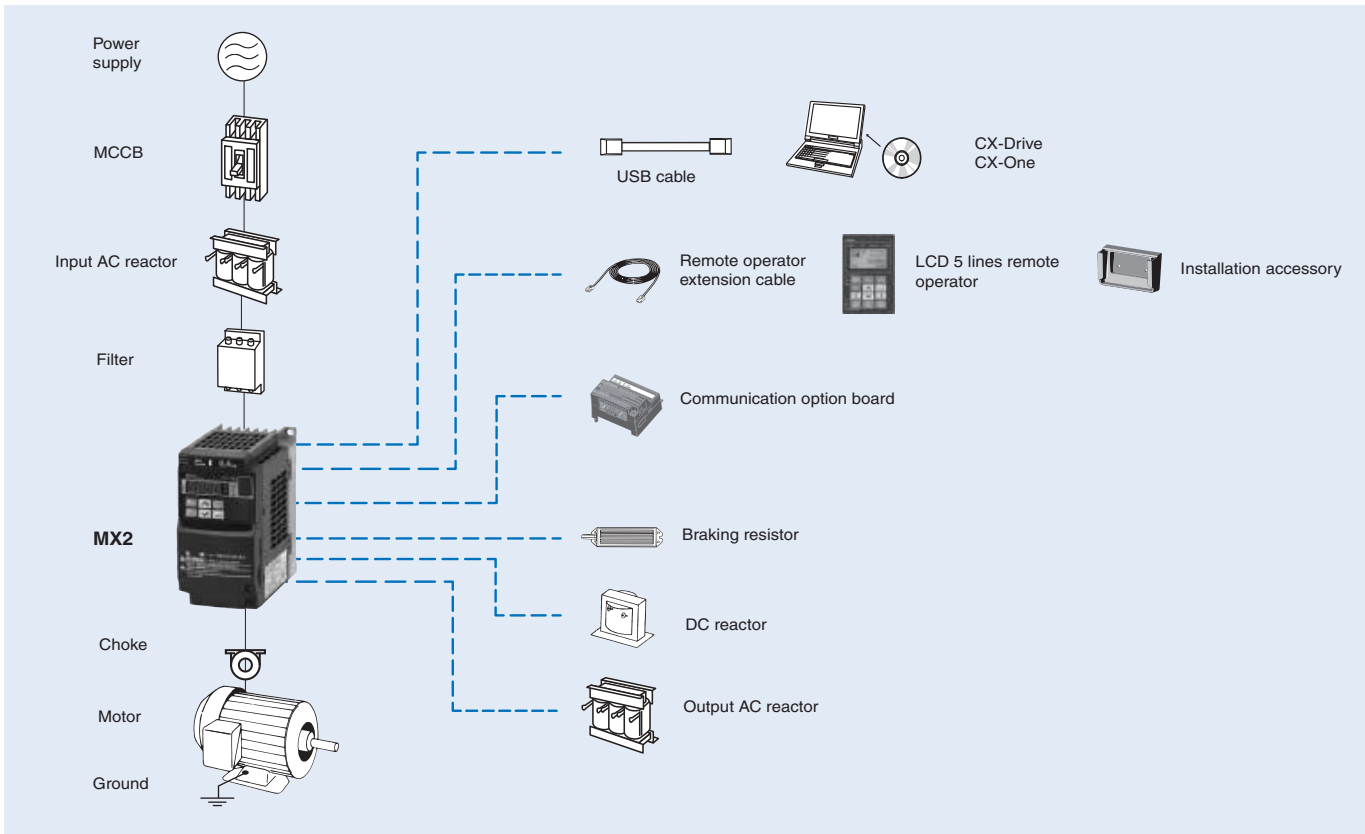 Power
supply
MCCB
Input AC reactor
Filter
MX2
Choke
Motor
Ground
USB cable
CX-Drive
CX-One
Remote operator
extension cable
LCD 5 lines remote
operator
Installation accessory
Communication option board
Braking resistor
DC reactor
Output AC reactor